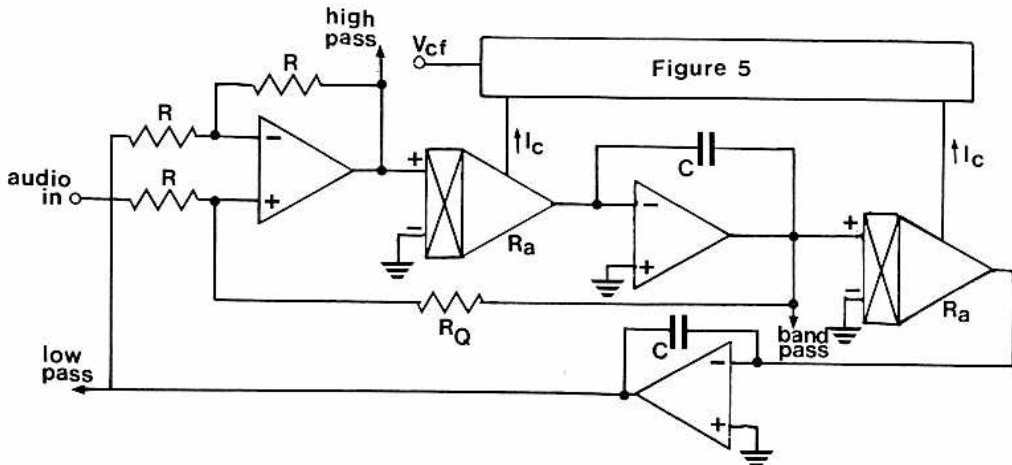 high
pass
Vcf
Figure 5
R
R
−
Ic
Ic
C
audio
in
R
+
+
−
+
−
Ra
+
−
Ra
RQ
band
pass
C
low
pass
−
+